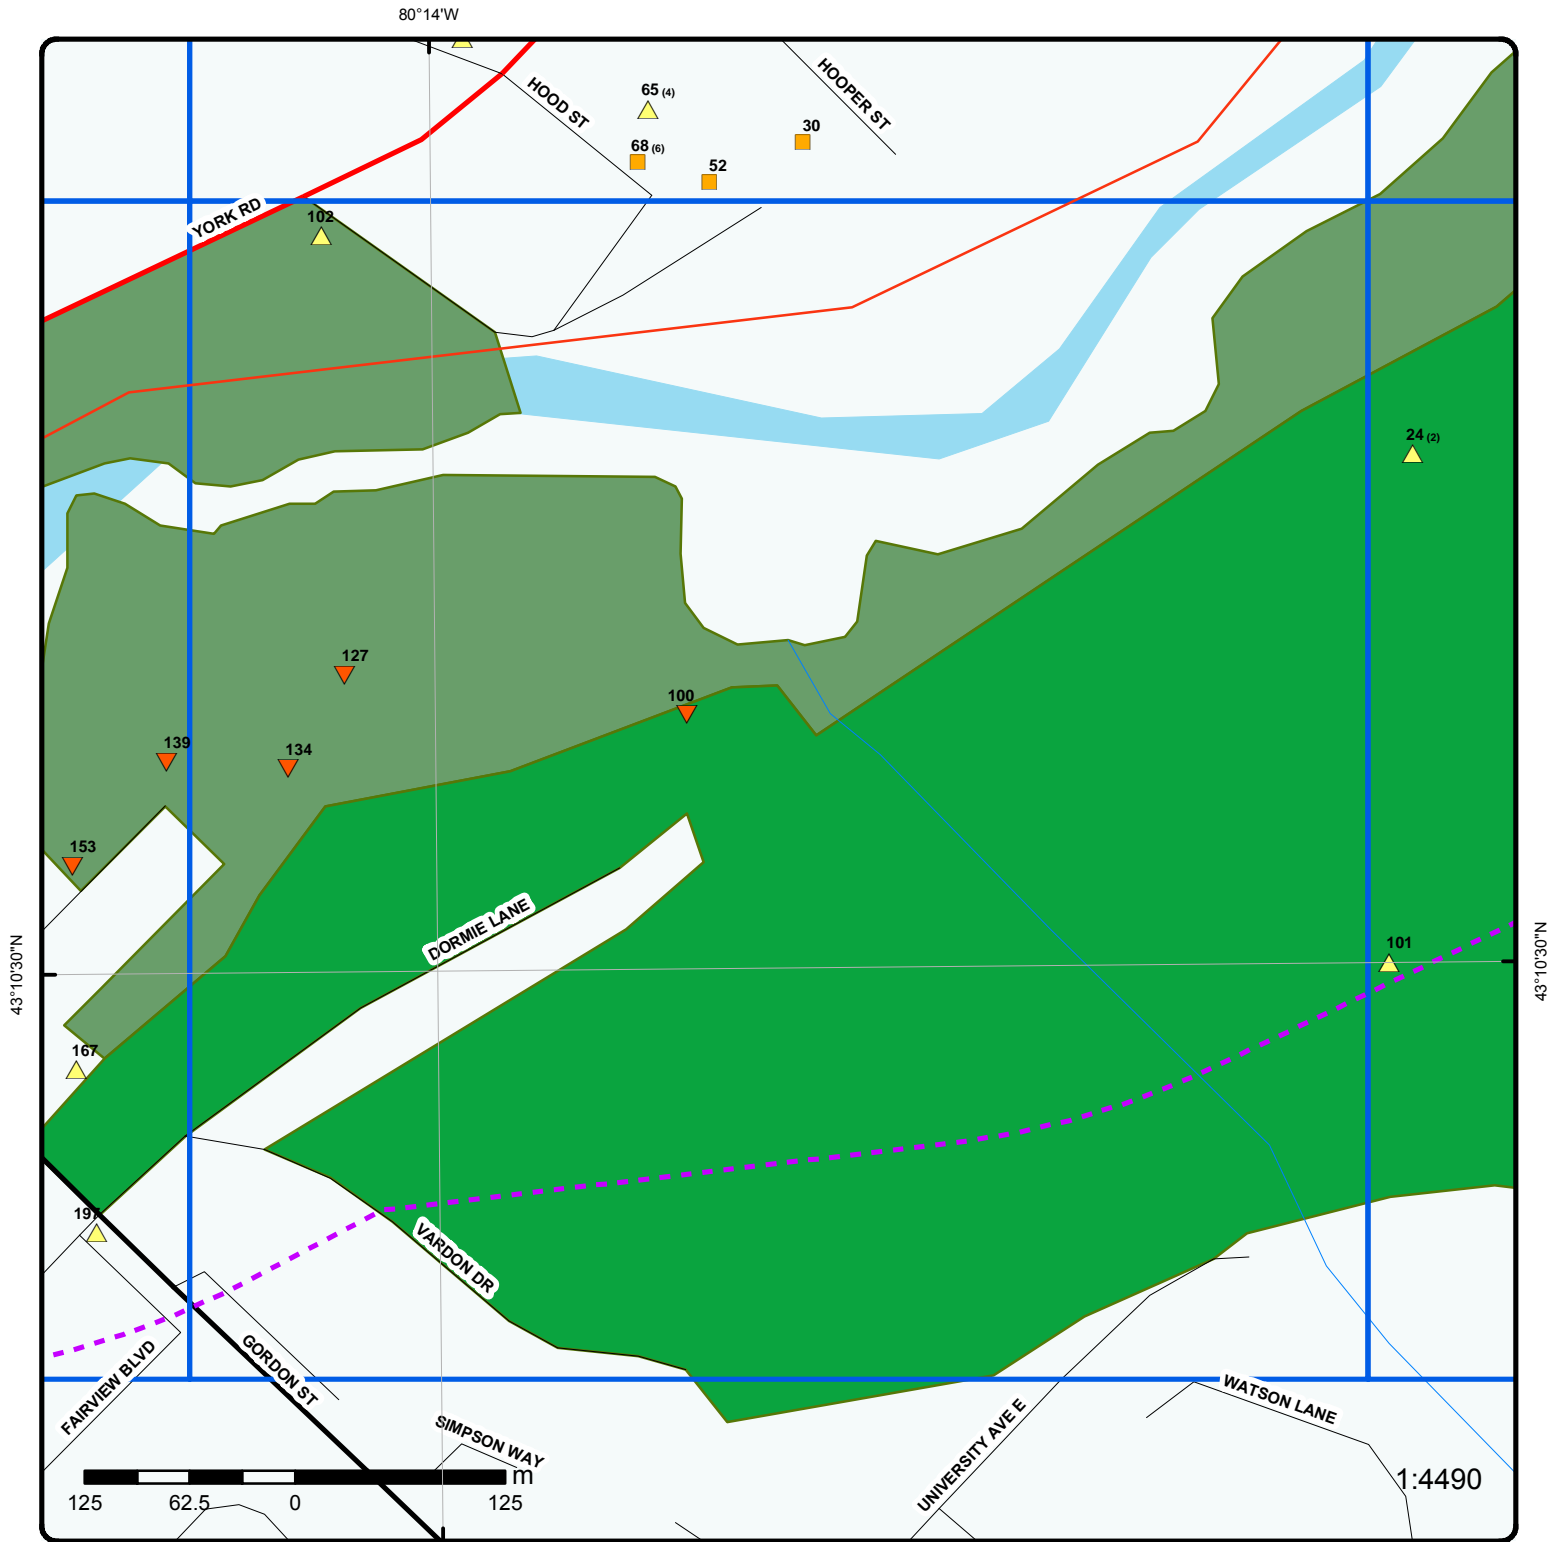 80°14'W
HOOD ST
HOOPER ST
65 (4)
30
68 (6)
52
YORK RD
102
24 (2)
127
100
139
134
153
DORMIE LANE
43°10'30"N
43°10'30"N
101
167
197
VARDON DR
GORDON ST
FAIRVIEW BLVD
SIMPSON WAY
UNIVERSITY AVE E
WATSON LANE
m
125
62.5
0
125
1:4490